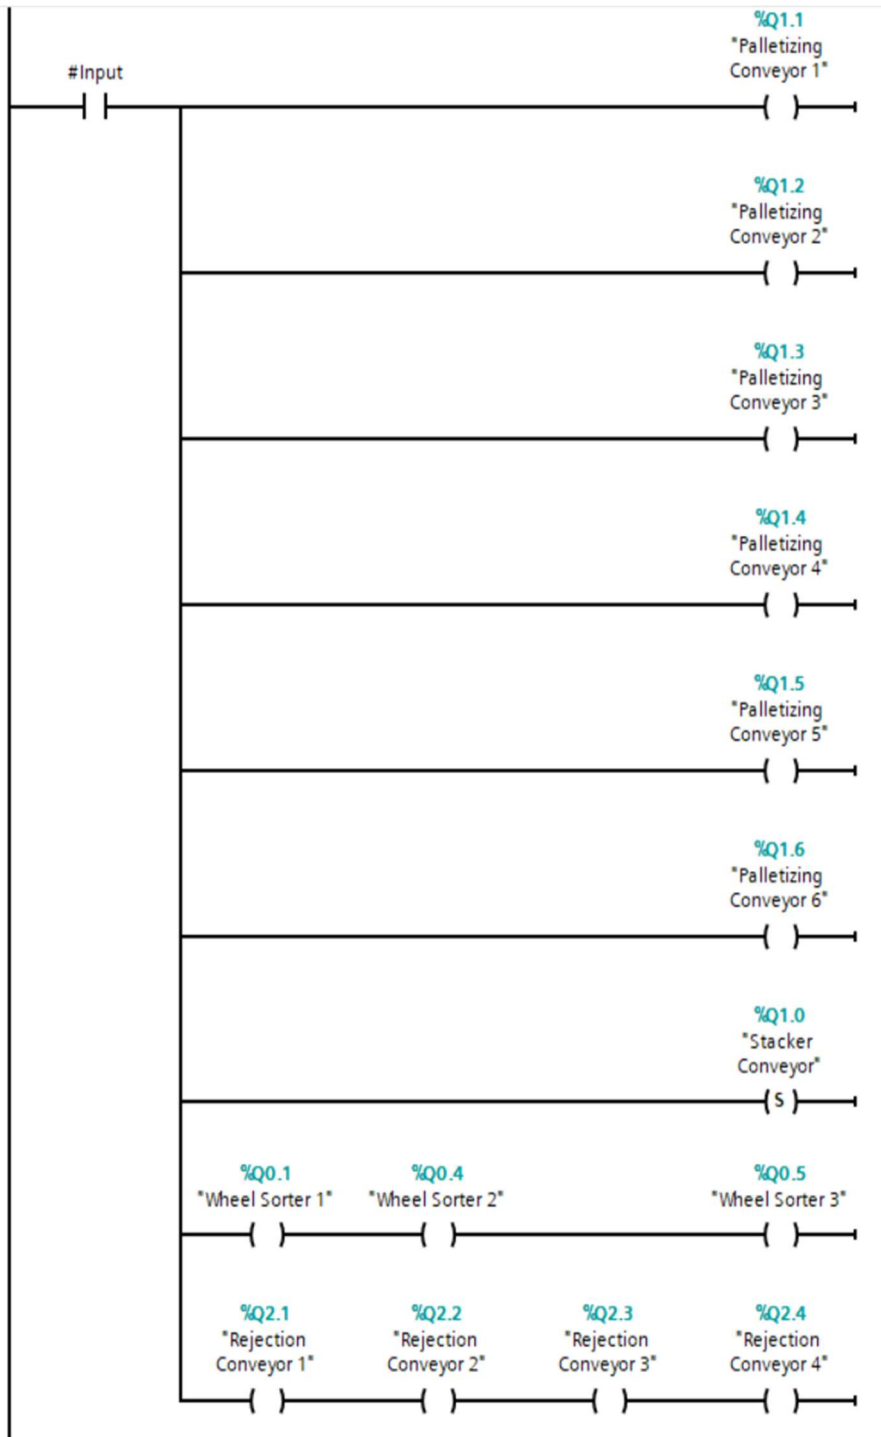 %Q1.1
"Palletizing
Conveyor 1"
#Input
%Q1.2
"Palletizing
Conveyor 2"
%Q1.3
"Palletizing
Conveyor 3"
%Q1.4
"Palletizing
Conveyor 4"
%Q1.5
"Palletizing
Conveyor 5"
%Q1.6
"Palletizing
Conveyor 6"
%Q1.0
"Stacker
Conveyor"
S
%Q0.1
"Wheel Sorter 1"
%Q0.4
"Wheel Sorter 2"
%Q0.5
"Wheel Sorter 3"
%Q2.1
"Rejection
Conveyor 1"
%Q2.2
"Rejection
Conveyor 2"
%Q2.3
"Rejection
Conveyor 3"
%Q2.4
"Rejection
Conveyor 4"